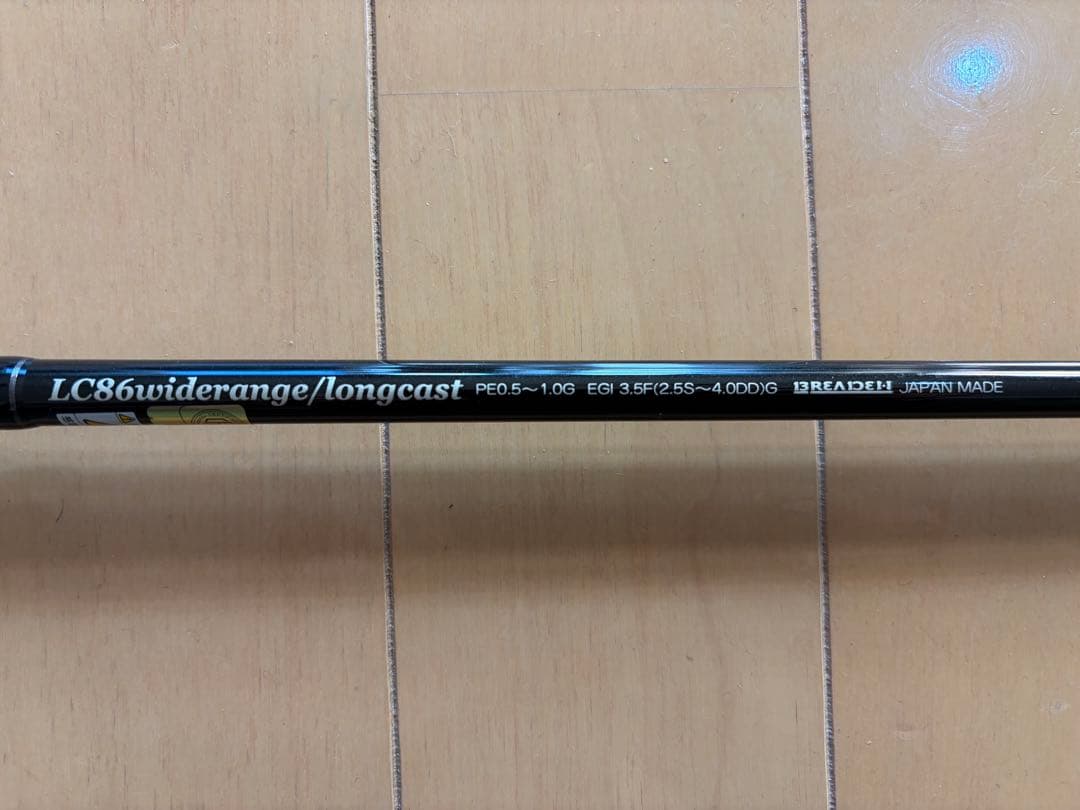 LC86widerange/longcast PE0.5～1.0G EGI 3.5F(2.5S～4.0DD)G BREADEN JAPAN MADE